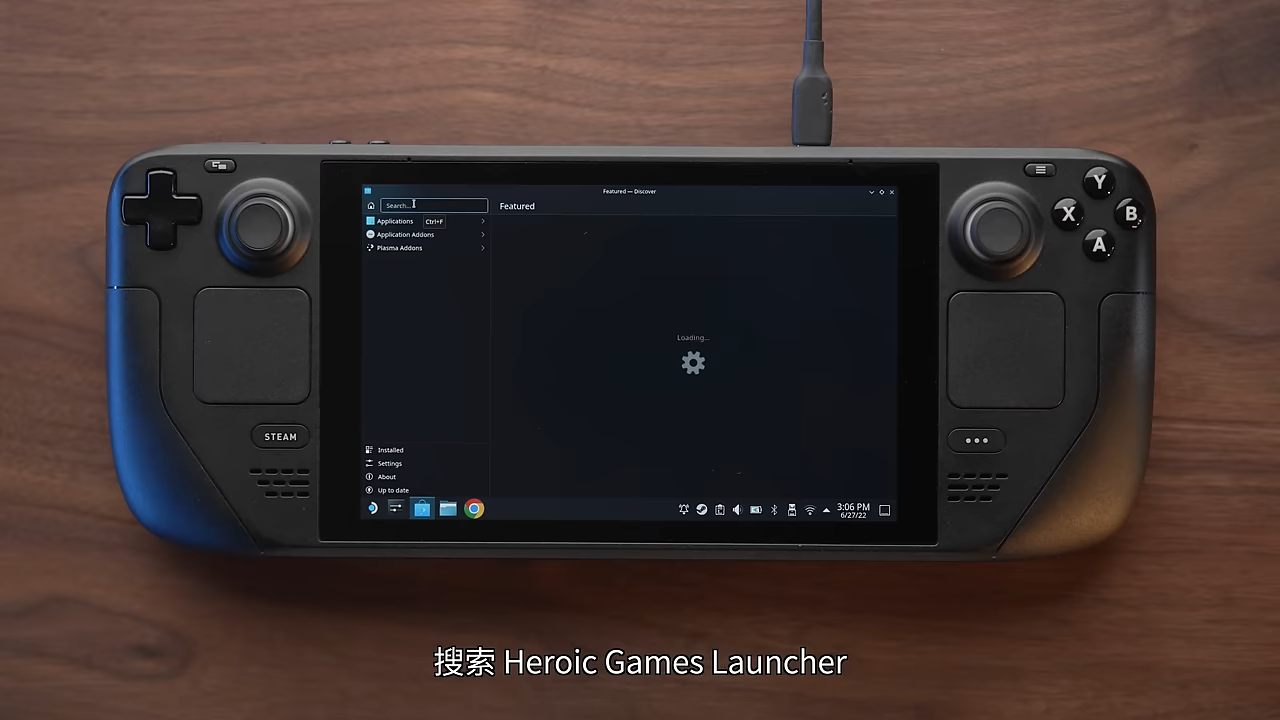 Featured — Discover
Search...
Featured
Applications
Ctrl+F
Application Addons
Plasma Addons
Loading...
Installed
Settings
About
Up to date
3:06 PM
6/27/22
STEAM
Y
X
B
A
搜索 Heroic Games Launcher